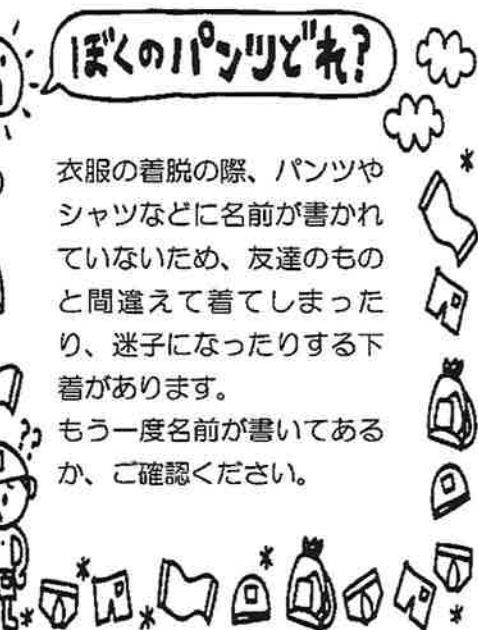 ぼくのパンツどれ?
衣服の着脱の際、パンツや
シャツなどに名前が書かれ
ていないため、友達のもの
と間違えて着てしまった
り、迷子になったりする下
着があります。
もう一度名前が書いてある
か、ご確認ください。
??